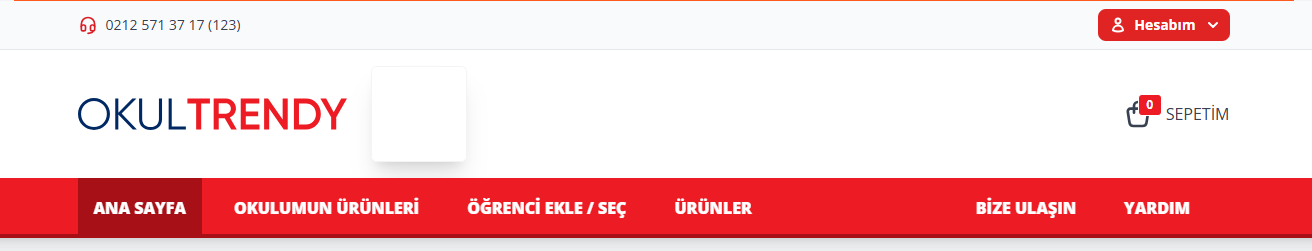 0212 571 37 17 (123)
Hesabım
OKULTRENDY
0
SEPETİM
ANA SAYFA
OKULUMUN ÜRÜNLERİ
ÖĞRENCİ EKLE / SEÇ
ÜRÜNLER
BİZE ULAŞIN
YARDIM